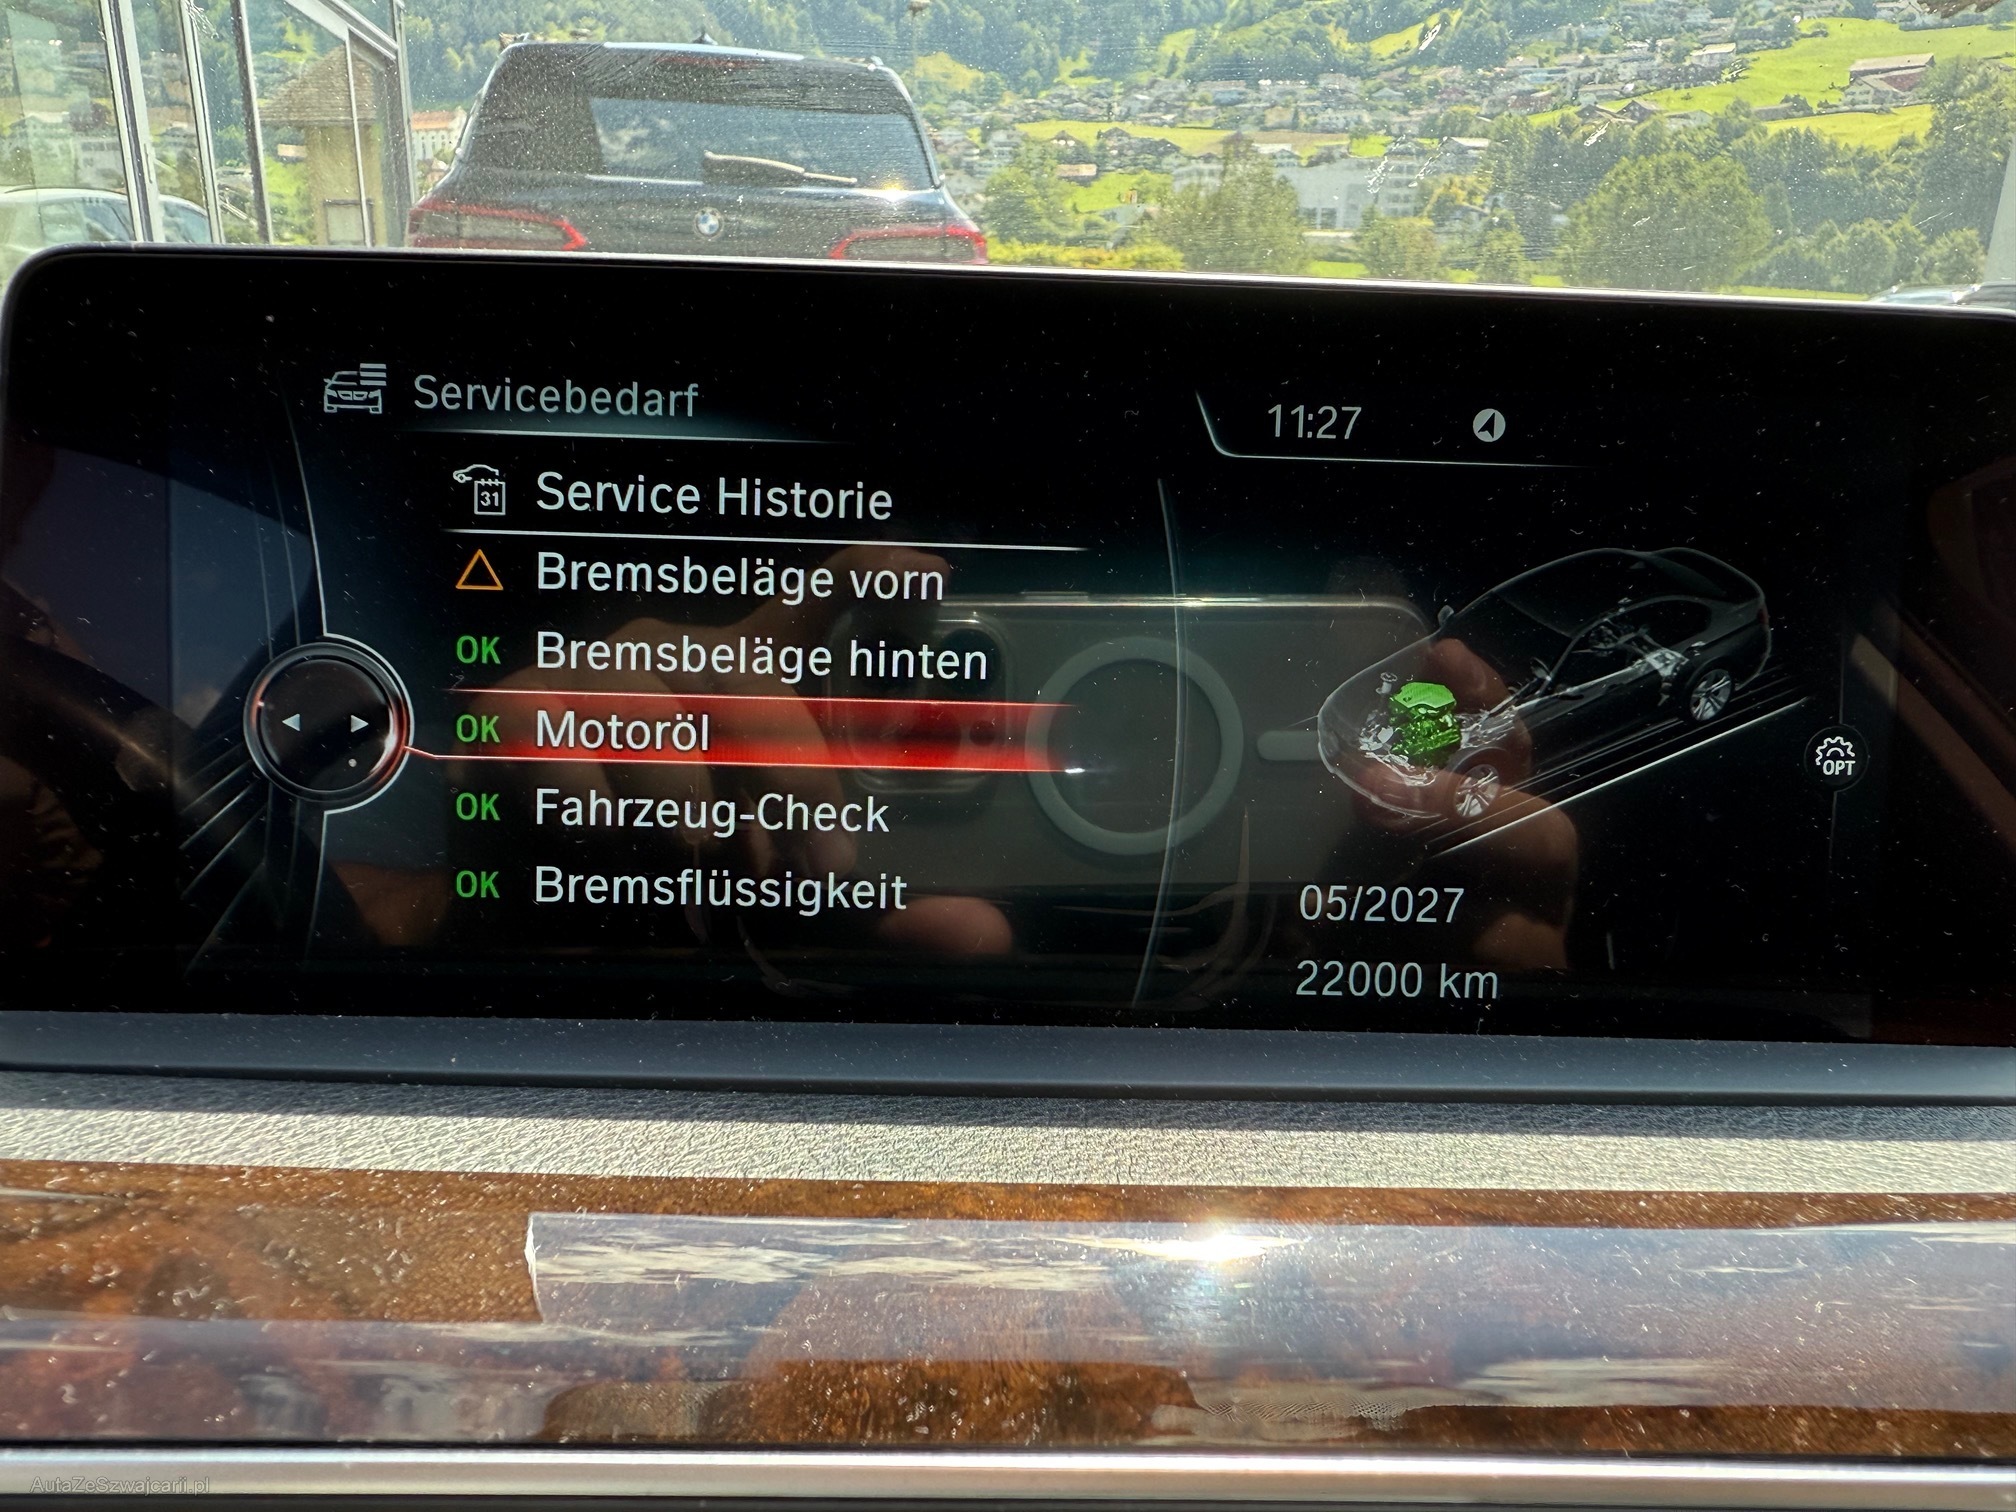 Servicebedarf
11:27
31 Service Historie
Bremsbeläge vorn
OK Bremsbeläge hinten
OK Motoröl
OK Fahrzeug-Check
OK Bremsflüssigkeit
OPT
05/2027
22000 km
AutaZeSzwajcarii.pl